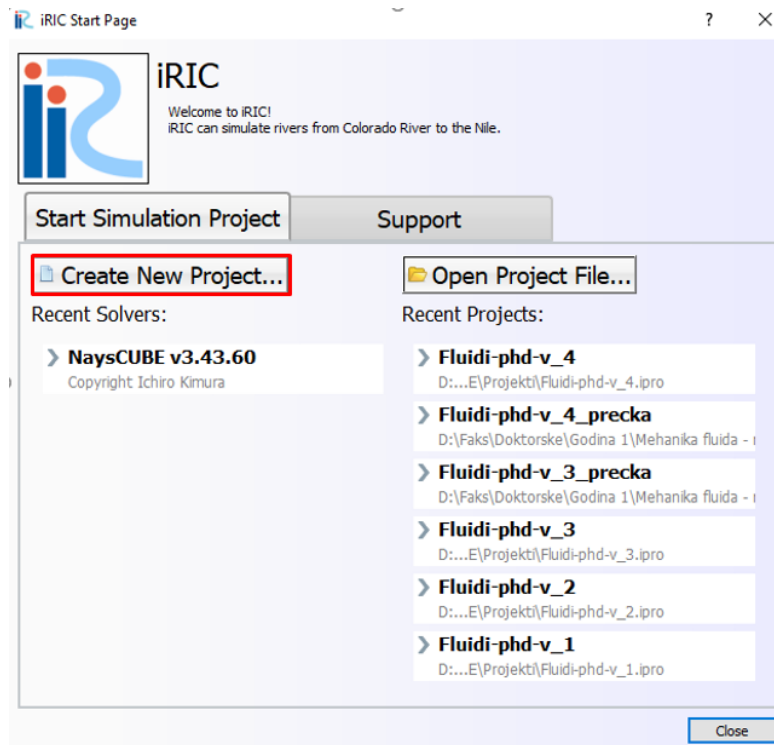 iRIC Start Page
?
iRIC
Welcome to iRIC!
iRIC can simulate rivers from Colorado River to the Nile.
Start Simulation Project
Support
Create New Project...
Open Project File...
Recent Solvers:
Recent Projects:
NaysCUBE v3.43.60
Copyright Ichiro Kimura
Fluidi-phd-v_4
D:...E\Projekti\Fluidi-phd-v_4.ipro
Fluidi-phd-v_4_precka
D:\Faks\Doktorske\Godina 1\Mehanika fluida -
Fluidi-phd-v_3_precka
D:\Faks\Doktorske\Godina 1\Mehanika fluida -
Fluidi-phd-v_3
D:...E\Projekti\Fluidi-phd-v_3.ipro
Fluidi-phd-v_2
D:...E\Projekti\Fluidi-phd-v_2.ipro
Fluidi-phd-v_1
D:...E\Projekti\Fluidi-phd-v_1.ipro
Close